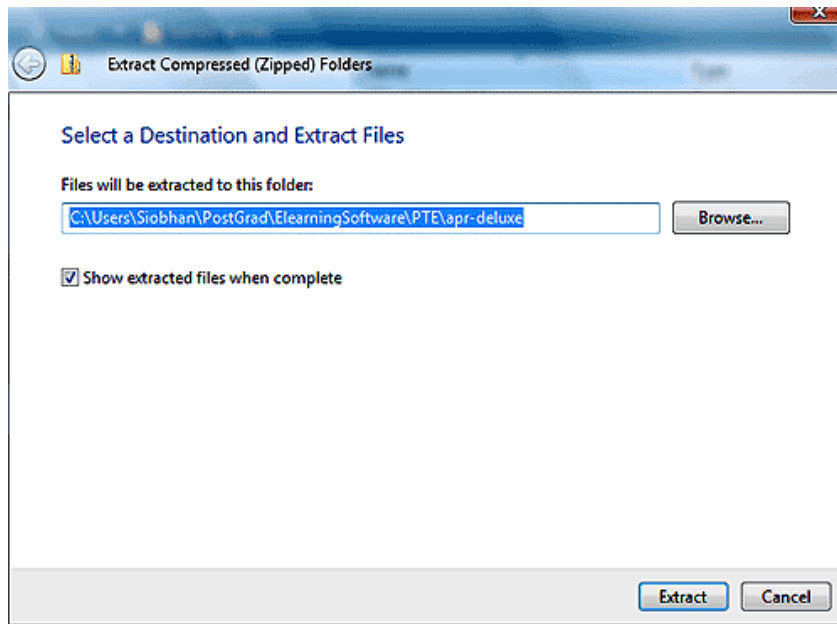 Extract Compressed (Zipped) Folders
Select a Destination and Extract Files
Files will be extracted to this folder:
C:\Users\Siobhan\PostGrad\ElearningSoftware\PTE\apr-deluxe
Browse...
Show extracted files when complete
Extract
Cancel